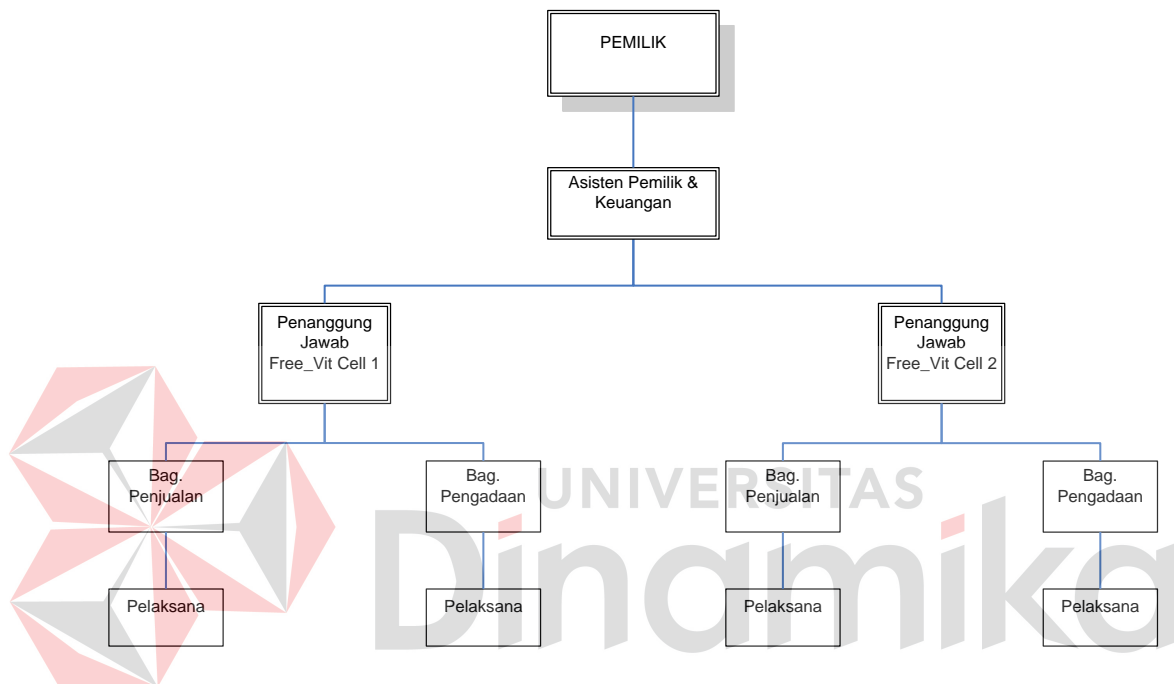 PEMILIK
Asisten Pemilik &
Keuangan
Penanggung
Jawab
Free_Vit Cell 1
Penanggung
Jawab
Free_Vit Cell 2
Bag.
Penjualan
Bag.
Pengadaan
Bag.
Penjualan
Bag.
Pengadaan
Pelaksana
Pelaksana
Pelaksana
Pelaksana
UNIVERSITAS
Dinamika